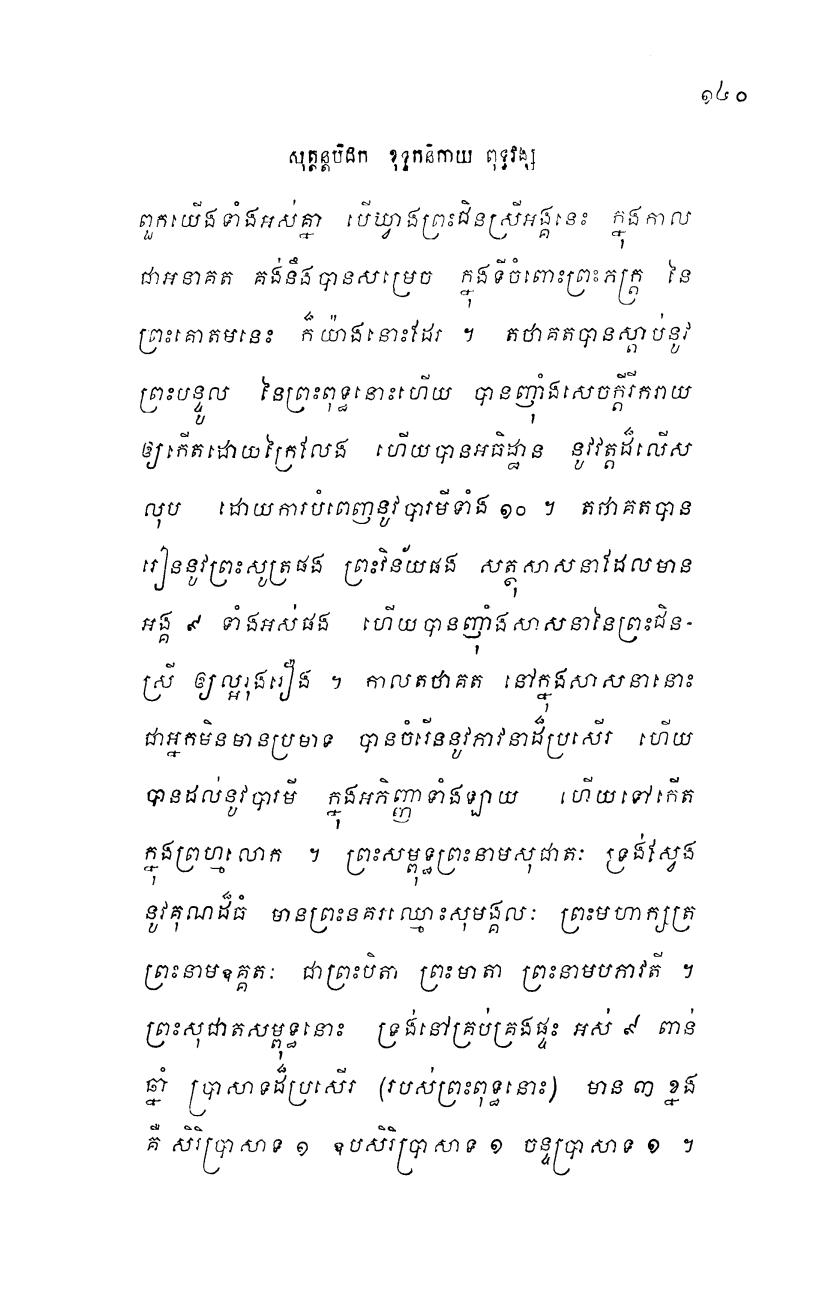 ១៤០
សុត្តន្តបិដក ខុទ្ទកនិកាយ ពុទ្ធវង្ស
ពួកយើងទាំងអស់គ្នា បើឃ្វាងព្រះជិនស្រីអង្គនេះ ក្នុងកាល
ជាអនាគត គង់នឹងបានសម្រេច ក្នុងទីចំពោះព្រះភក្ត្រ នៃ
ព្រះគោតមនេះ ក៏យ៉ាងនោះដែរ ។ តថាគតបានស្តាប់នូវ
ព្រះបន្ទូល នៃព្រះពុទ្ធនោះហើយ បានញ៉ាំងសេចក្តីរីករាយ
ឲ្យកើតដោយក្រៃលែង ហើយបានអធិដ្ឋាន នូវវត្តដ៏លើស
លុប ដោយការបំពេញនូវបារមីទាំង ១០ ។ តថាគតបាន
រៀននូវព្រះសូត្រផង ព្រះវិន័យផង សត្ថុសាសនាដែលមាន
អង្គ ៩ ទាំងអស់ផង ហើយបានញ៉ាំងសាសនានៃព្រះជិន-
ស្រី ឲ្យល្អរុងរឿង ។ កាលតថាគត នៅក្នុងសាសនានោះ
ជាអ្នកមិនមានប្រមាទ បានចំរើននូវភាវនាដ៏ប្រសើរ ហើយ
បានដល់នូវបារមី ក្នុងអភិញ្ញាទាំងឡាយ ហើយទៅកើត
ក្នុងព្រហ្មលោក ។ ព្រះសម្ពុទ្ធព្រះនាមសុជាតៈ ទ្រង់ស្វែង
នូវគុណដ៏ធំ មានព្រះនគរឈ្មោះសុមង្គលៈ ព្រះមហាក្សត្រ
ព្រះនាមឧគ្គតៈ ជាព្រះបិតា ព្រះមាតា ព្រះនាមបភាវតី ។
ព្រះសុជាតសម្ពុទ្ធនោះ ទ្រង់នៅគ្រប់គ្រងផ្ទះ អស់ ៩ ពាន់
ឆ្នាំ ប្រាសាទដ៏ប្រសើរ (របស់ព្រះពុទ្ធនោះ) មាន ៣ ខ្នង
គឺ សិរិប្រាសាទ ១ ឧបសិរិប្រាសាទ ១ ចន្ទប្រាសាទ ១ ។